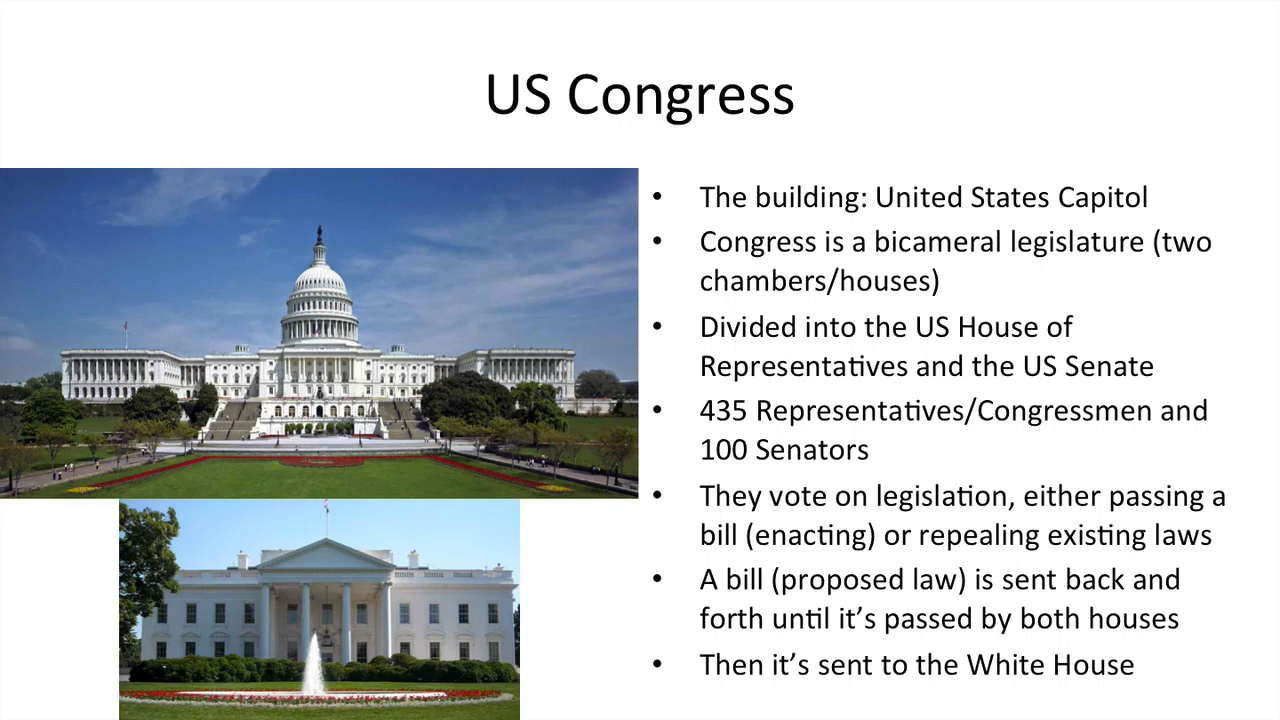 US Congress
• The building: United States Capitol
• Congress is a bicameral legislature (two
chambers/houses)
• Divided into the US House of
Representatives and the US Senate
• 435 Representatives/Congressmen and
100 Senators
• They vote on legislation, either passing a
bill (enacting) or repealing existing laws
• A bill (proposed law) is sent back and
forth until it’s passed by both houses
• Then it’s sent to the White House